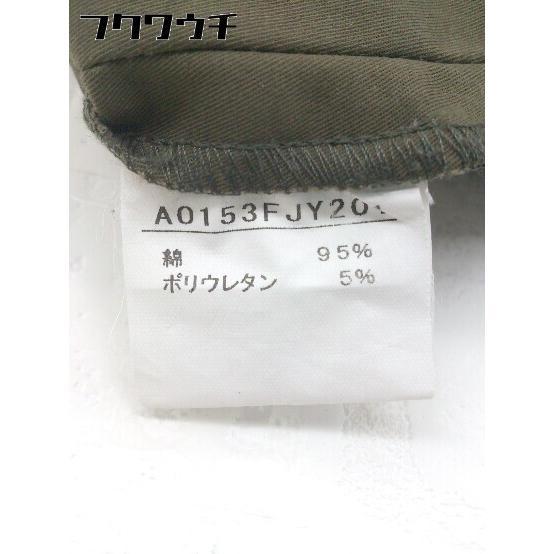 フクワウチ
A0153FJY20
綿 95%
ポリウレタン 5%